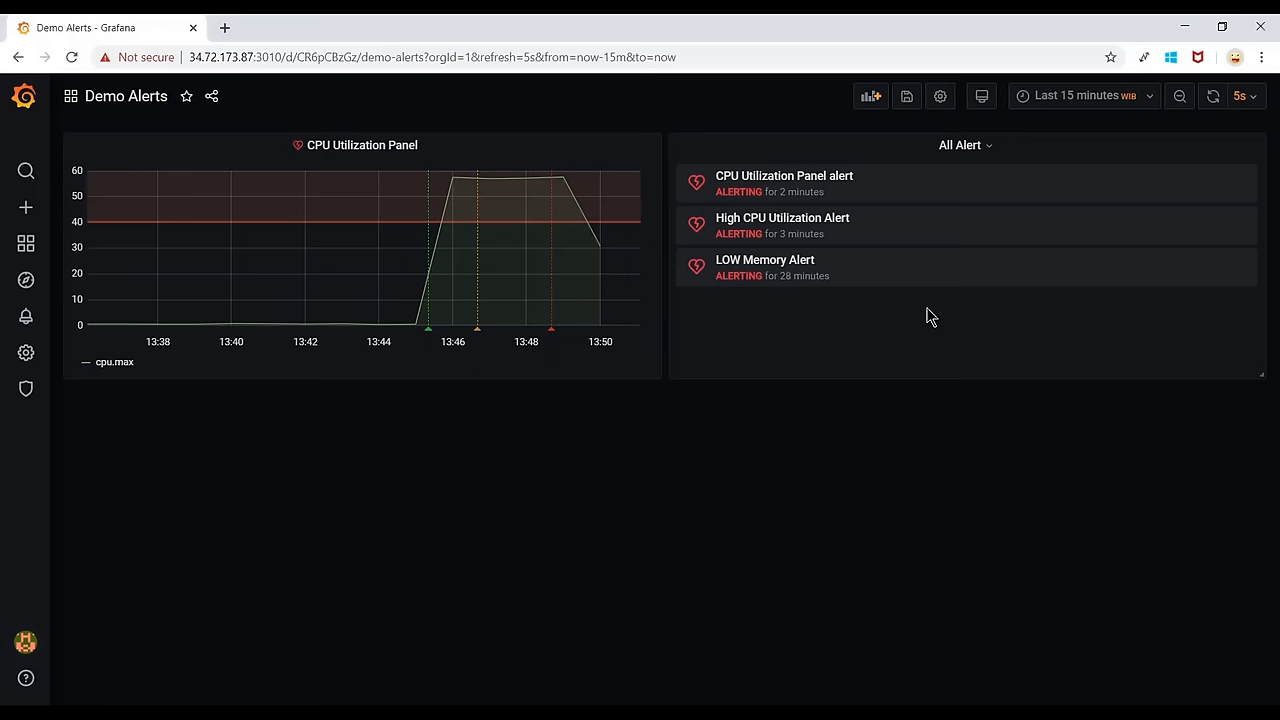 Demo Alerts - Grafana
Not secure | 34.72.173.87:3010/d/CR6pCBzGz/demo-alerts?orgId=1&refresh=5s&from=now-15m&to=now
Demo Alerts
Last 15 minutes WIB
5s
CPU Utilization Panel
60
50
40
30
20
10
0
13:38 13:40 13:42 13:44 13:46 13:48 13:50
cpu.max
All Alert
CPU Utilization Panel alert
ALERTING for 2 minutes
High CPU Utilization Alert
ALERTING for 3 minutes
LOW Memory Alert
ALERTING for 28 minutes